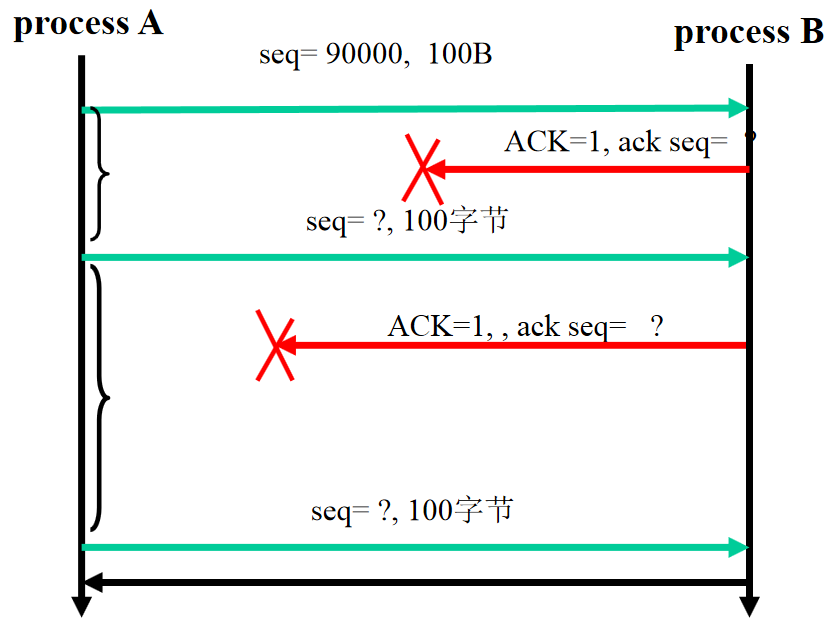 process A
process B
seq= 90000, 100B
ACK=1, ack seq= ?
seq= ?, 100字节
ACK=1, , ack seq= ?
seq= ?, 100字节